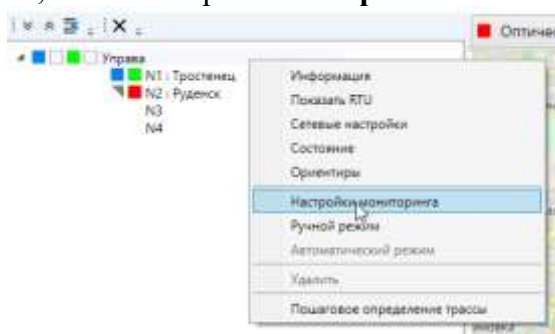 Оптичес
Управа
N1 : Тростенец
N2 : Руденск
N3
N4
Информация
Показать RTU
Сетевые настройки
Состояние
Ориентиры
Настройки мониторинга
Ручной режим
Автоматический режим
Удалить
Пошаговое определение трассы